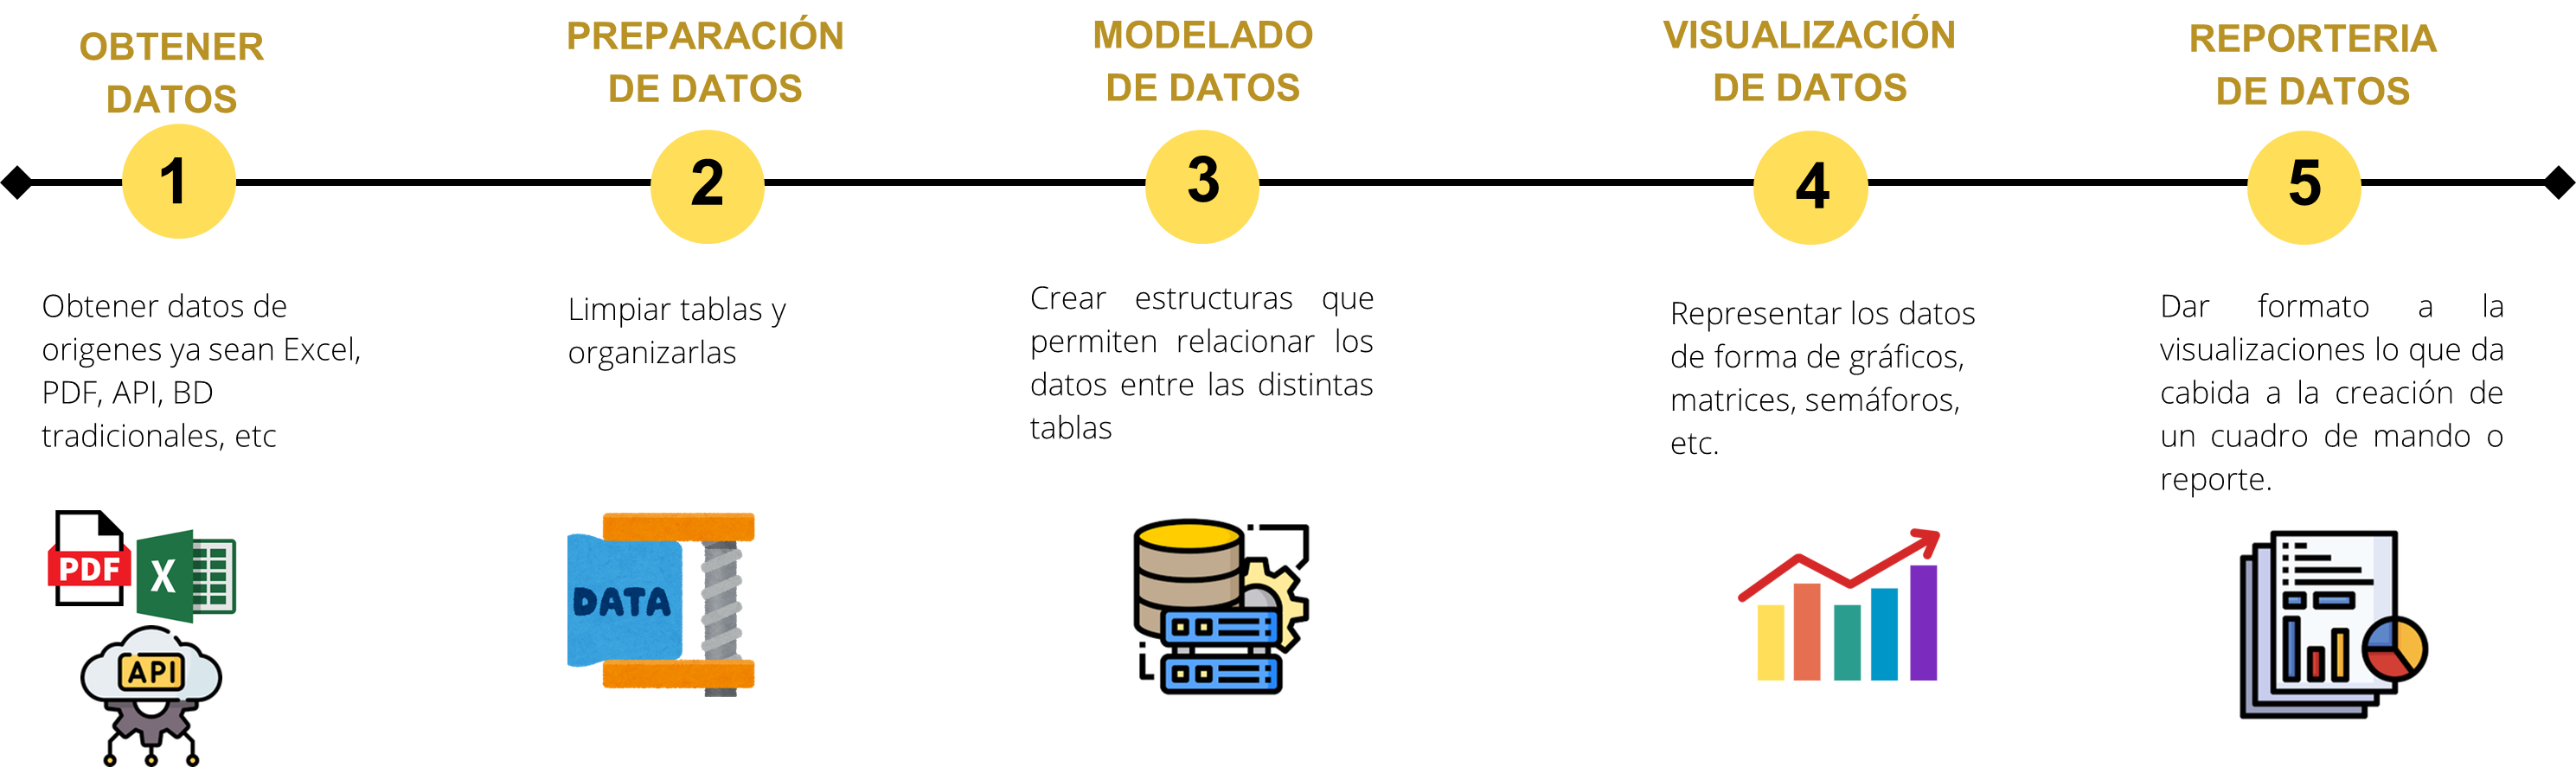 OBTENER
DATOS
1
Obtener datos de
origenes ya sean Excel,
PDF, API, BD
tradicionales, etc
PDF
X
API
PREPARACIÓN
DE DATOS
2
Limpiar tablas y
organizarlas
DATA
MODELADO
DE DATOS
3
Crear estructuras que
permiten relacionar los
datos entre las distintas
tablas
VISUALIZACIÓN
DE DATOS
4
Representar los datos
de forma de gráficos,
matrices, semáforos,
etc.
REPORTERIA
DE DATOS
5
Dar formato a la
visualizaciones lo que da
cabida a la creación de
un cuadro de mando o
reporte.